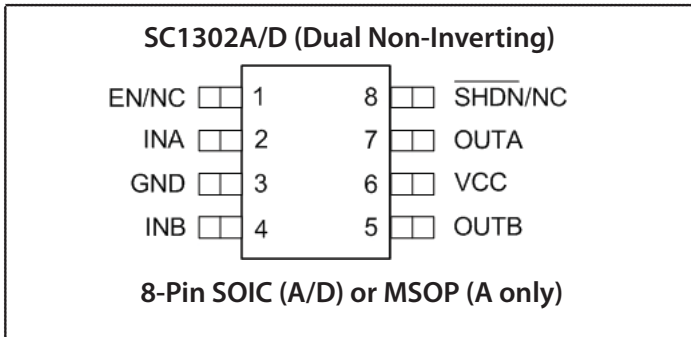 SC1302A/D (Dual Non-Inverting)
EN/NC 1 8 SHDN/NC
INA 2 7 OUTA
GND 3 6 VCC
INB 4 5 OUTB
8-Pin SOIC (A/D) or MSOP (A only)